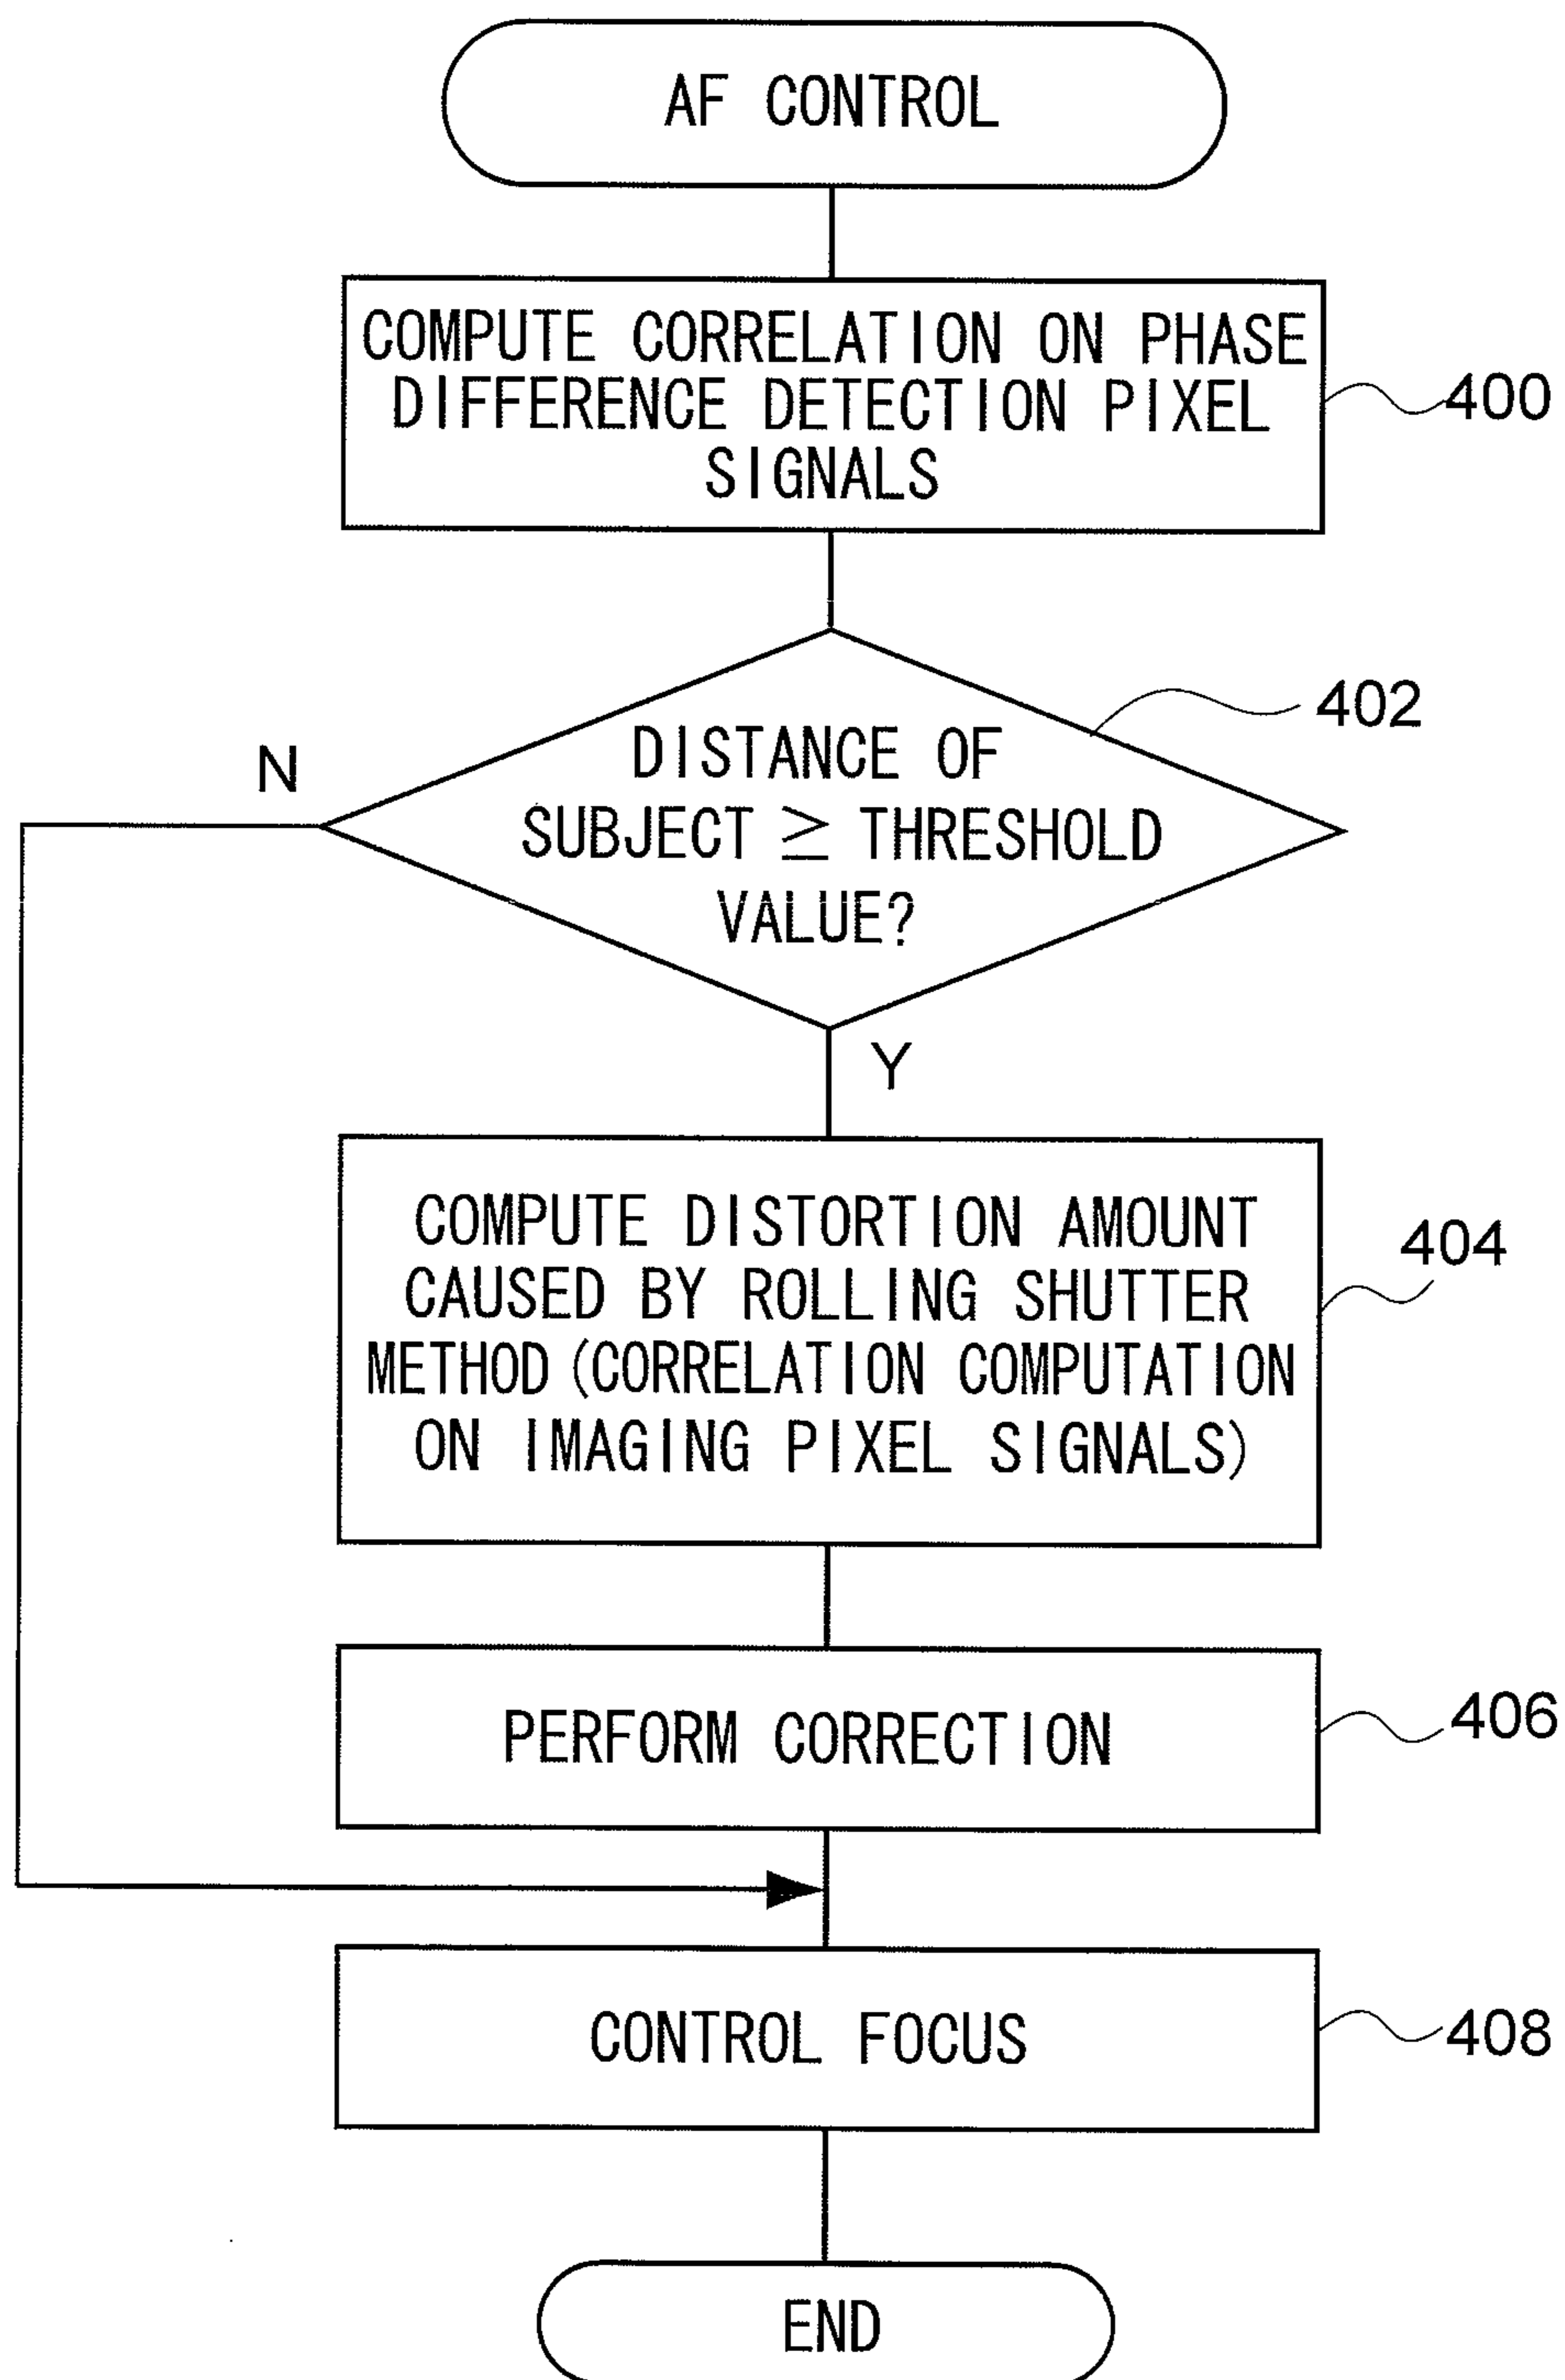 AF CONTROL
COMPUTE CORRELATION ON PHASE
DIFFERENCE DETECTION PIXEL
SIGNALS
400
402
DISTANCE OF
SUBJECT ≧ THRESHOLD
VALUE?
N
Y
COMPUTE DISTORTION AMOUNT
CAUSED BY ROLLING SHUTTER
METHOD (CORRELATION COMPUTATION
ON IMAGING PIXEL SIGNALS)
404
PERFORM CORRECTION
406
CONTROL FOCUS
408
END